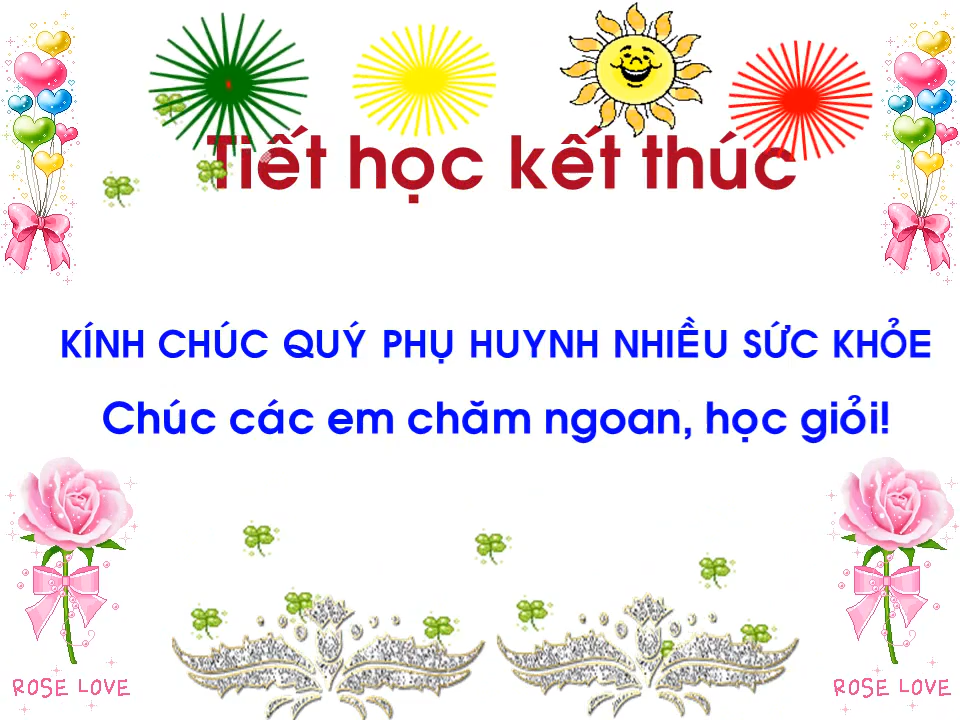 Tiết học kết thúc
KÍNH CHÚC QUÝ PHỤ HUYNH NHIỀU SỨC KHỎE
Chúc các em chăm ngoan, học giỏi!
ROSE LOVE
ROSE LOVE